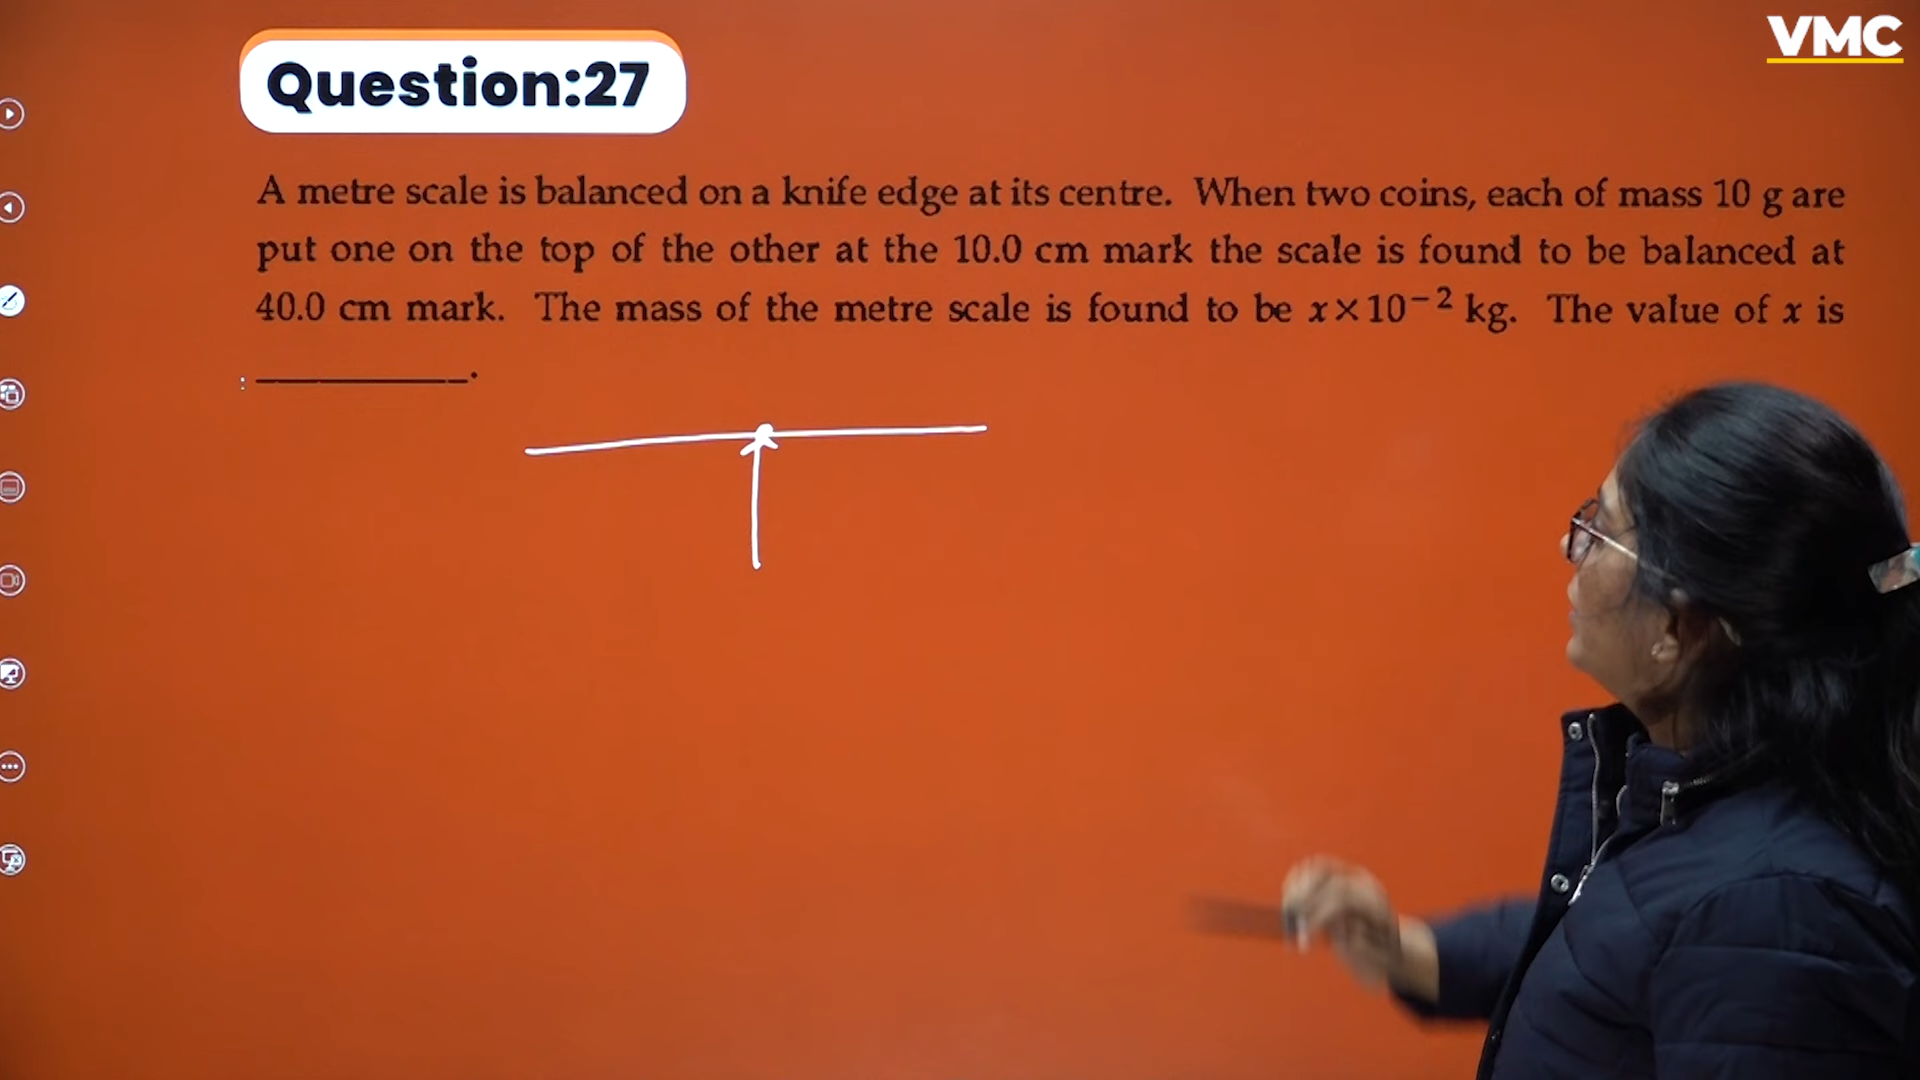 VMC
Question:27
A metre scale is balanced on a knife edge at its centre. When two coins, each of mass 10 g are
put one on the top of the other at the 10.0 cm mark the scale is found to be balanced at
40.0 cm mark. The mass of the metre scale is found to be x×10⁻² kg. The value of x is
: ___________.